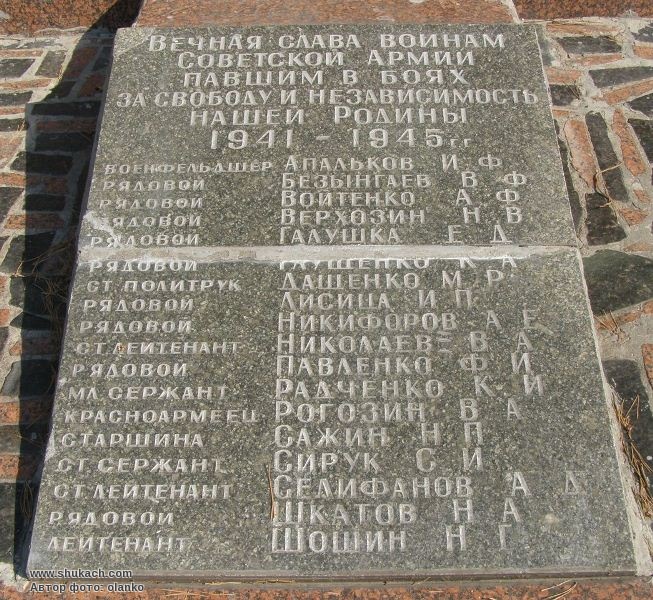 Вечная слава воинам
Советской Армии
павшим в боях
за свободу и независимость
нашей Родины
1941 - 1945гг
военфельдшер Апальков И Ф
рядовой Безынгаев В Ф
рядовой Войтенко А Ф
рядовой Верхозин Н В
рядовой Галушка Е Д
рядовой Глущенко К А
ст.политрук Дащенко М Р
рядовой Лисица И П
рядовой Никифоров А Е
ст.лейтенант Николаев В А
рядовой Павленко Ф И
мл сержант Радченко К И
красноармеец Рогозин В А
старшина Сажин Н П
ст сержант Сирук С И
ст лейтенант Селифанов А Д
рядовой Шкатов Н А
лейтенант Шошин Н Г
www.shukach.com
Автор фото: olanko